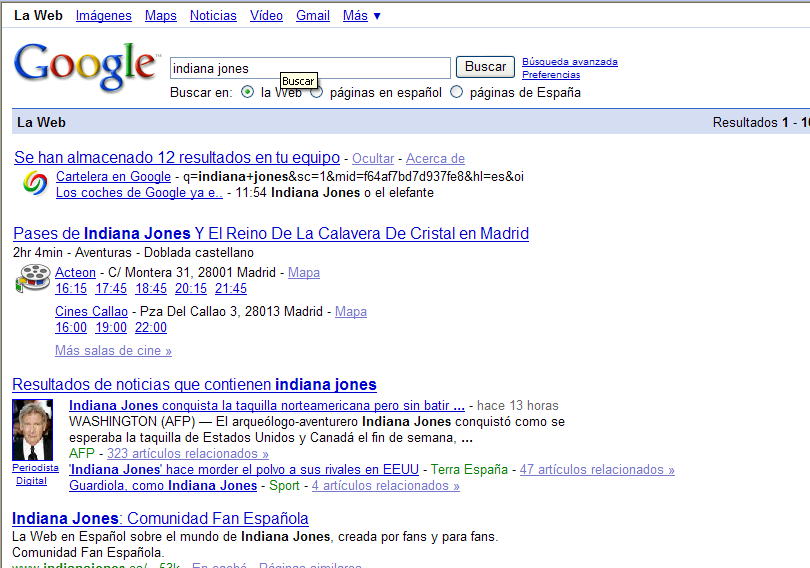 La Web Imágenes Maps Noticias Vídeo Gmail Más ▼
Google™ indiana jones Buscar Búsqueda avanzada
Preferencias
Buscar
Buscar en: la Web páginas en español páginas de España
La Web Resultados 1 - 10
Se han almacenado 12 resultados en tu equipo - Ocultar - Acerca de
Cartelera en Google - q=indiana+jones&sc=1&mid=f64af7bd7d937fe8&hl=es&oi
Los coches de Google ya e.. - 11:54 Indiana Jones o el elefante
Pases de Indiana Jones Y El Reino De La Calavera De Cristal en Madrid
2hr 4min - Aventuras - Doblada castellano
Acteon - C/ Montera 31, 28001 Madrid - Mapa
16:15 17:45 18:45 20:15 21:45
Cines Callao - Pza Del Callao 3, 28013 Madrid - Mapa
16:00 19:00 22:00
Más salas de cine »
Resultados de noticias que contienen indiana jones
Indiana Jones conquista la taquilla norteamericana pero sin batir ... - hace 13 horas
WASHINGTON (AFP) — El arqueólogo-aventurero Indiana Jones conquistó como se
esperaba la taquilla de Estados Unidos y Canadá el fin de semana, ...
AFP - 323 artículos relacionados »
Periodista
Digital
'Indiana Jones' hace morder el polvo a sus rivales en EEUU - Terra España - 47 artículos relacionados »
Guardiola, como Indiana Jones - Sport - 4 artículos relacionados »
Indiana Jones: Comunidad Fan Española
La Web en Español sobre el mundo de Indiana Jones, creada por fans y para fans.
Comunidad Fan Española.
www.indianajones.es/ - 53k - En caché - Páginas similares